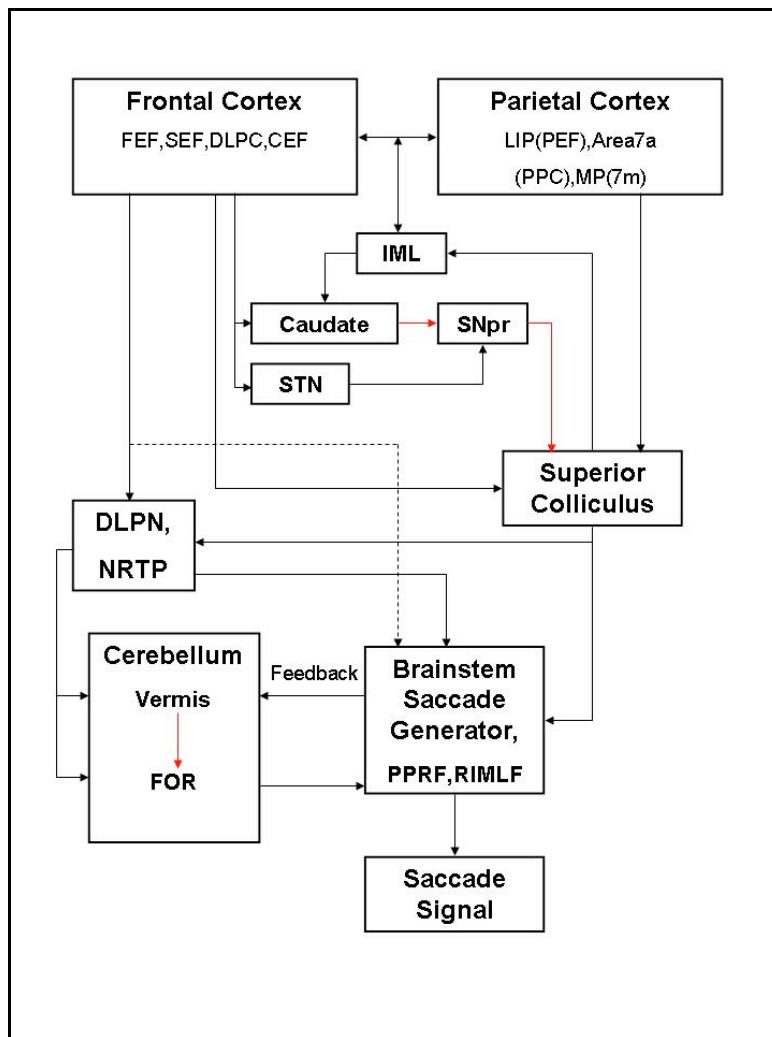 Frontal Cortex
FEF,SEF,DLPC,CEF
Parietal Cortex
LIP(PEF),Area7a
(PPC),MP(7m)
IML
Caudate
SNpr
STN
Superior
Colliculus
DLPN,
NRTP
Cerebellum
Vermis
FOR
Feedback
Brainstem
Saccade
Generator,
PPRF,RIMLF
Saccade
Signal